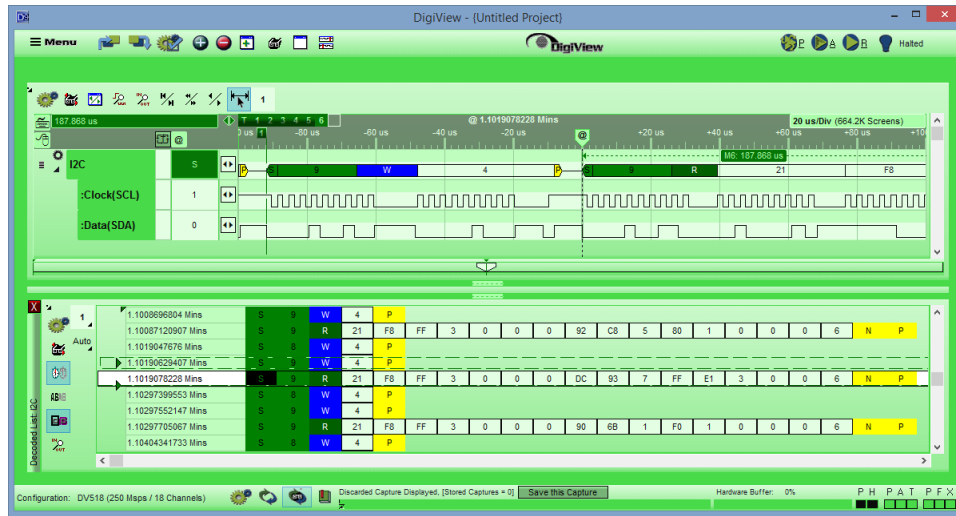 DigiView - {Untitled Project}
Menu P A B Halted
DigiView
1
187.868 us T 1 2 3 4 5 6 @ 1.1019078228 Mins 20 us/Div (664.2K Screens)
@ 0 us 1 -80 us -60 us -40 us -20 us @ +20 us +40 us +60 us +80 us +10
M6: 187.868 us
I2C S P S 9 W 4 P S 9 R F8 21 F8
:Clock(SCL) 1
:Data(SDA) 0
X
1
Auto
Decoded List: I2C
1.1008696804 Mins S 9 W 4 P
1.10087120907 Mins S 9 R 21 F8 FF 3 0 0 0 92 C8 5 80 1 0 0 0 6 N P
1.1019047676 Mins S 8 W 4 P
1.10190629407 Mins S 9 W 4 P
1.1019078228 Mins S 9 R 21 F8 FF 3 0 0 0 DC 93 7 FF E1 3 0 0 6 N P
1.10297399553 Mins S 8 W 4 P
1.10297552147 Mins S 9 W 4 P
1.10297705067 Mins S 9 R 21 F8 FF 3 0 0 0 90 6B 1 F0 1 0 0 0 6 N P
1.10404341733 Mins S 8 W 4 P
Configuration: DV518 (250 Msps / 18 Channels) Discarded Capture Displayed, [Stored Captures = 0] Save this Capture Hardware Buffer: 0% P H P A T P F X